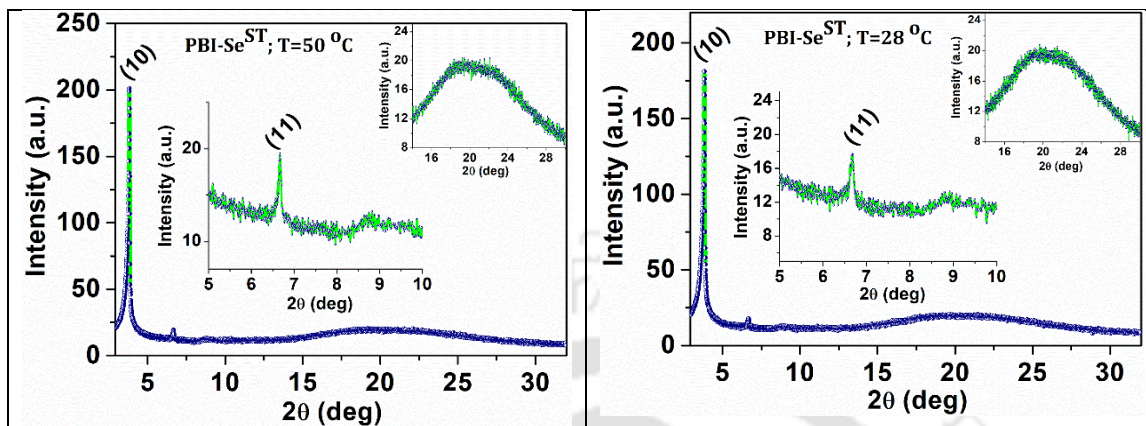 PBI-Se^ST; T=50 °C
(10)
Intensity (a.u.)
250
200
150
100
50
0
5 10 15 20 25 30
2θ (deg)
(11)
Intensity (a.u.)
20
10
5 6 7 8 9 10
2θ (deg)
Intensity (a.u.)
24
20
16
12
8
16 20 24 28
2θ (deg)
PBI-Se^ST; T=28 °C
(10)
Intensity (a.u.)
200
150
100
50
0
5 10 15 20 25 30
2θ (deg)
(11)
Intensity (a.u.)
24
20
16
12
8
5 6 7 8 9 10
2θ (deg)
Intensity (a.u.)
24
20
16
12
8
16 20 24 28
2θ (deg)